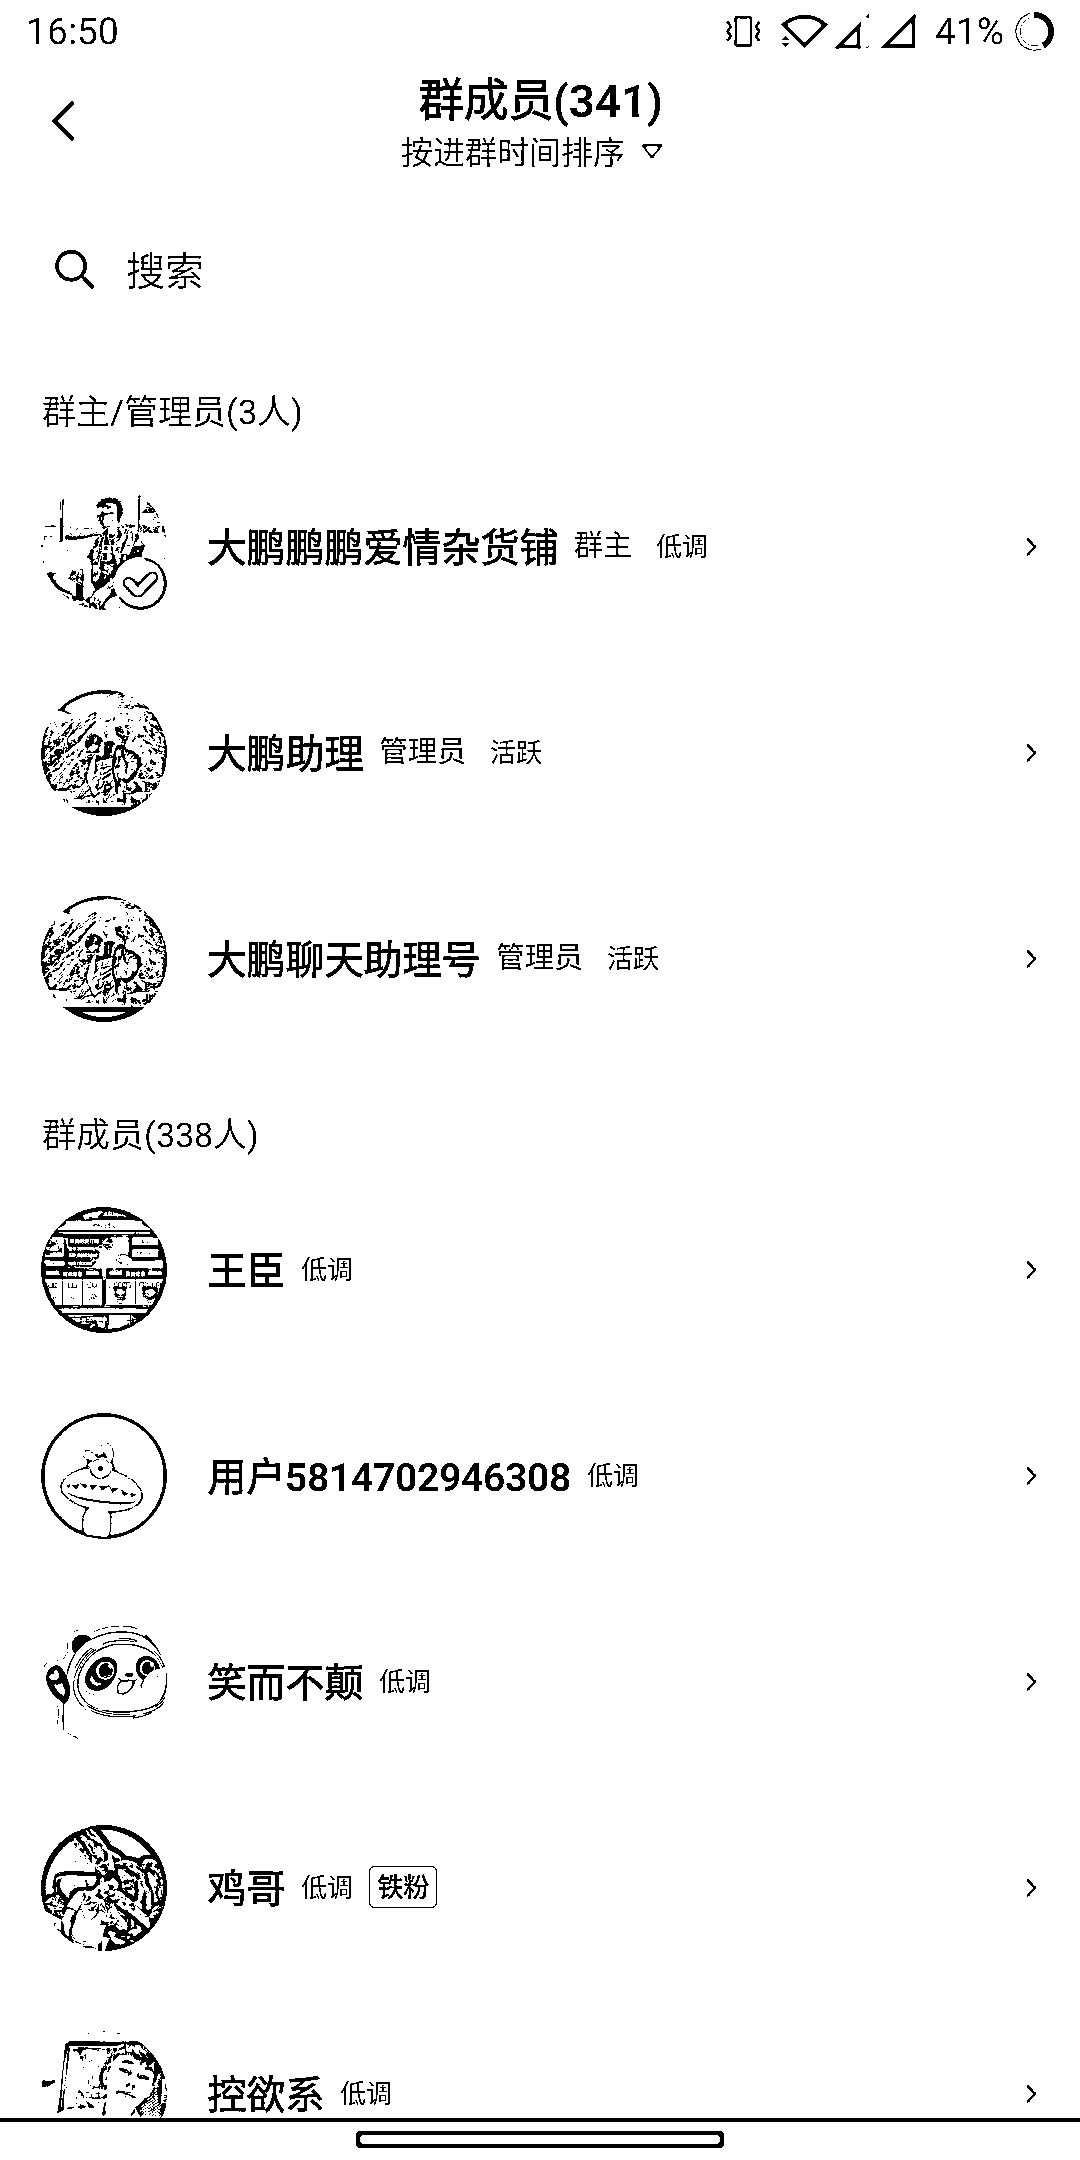 16:50 41%
群成员(341)
按进群时间排序
搜索
群主/管理员(3人)
大鹏鹏鹏爱情杂货铺 群主 低调
大鹏助理 管理员 活跃
大鹏聊天助理号 管理员 活跃
群成员(338人)
王臣 低调
用户5814702946308 低调
笑而不颠 低调
鸡哥 低调 铁粉
控欲系 低调